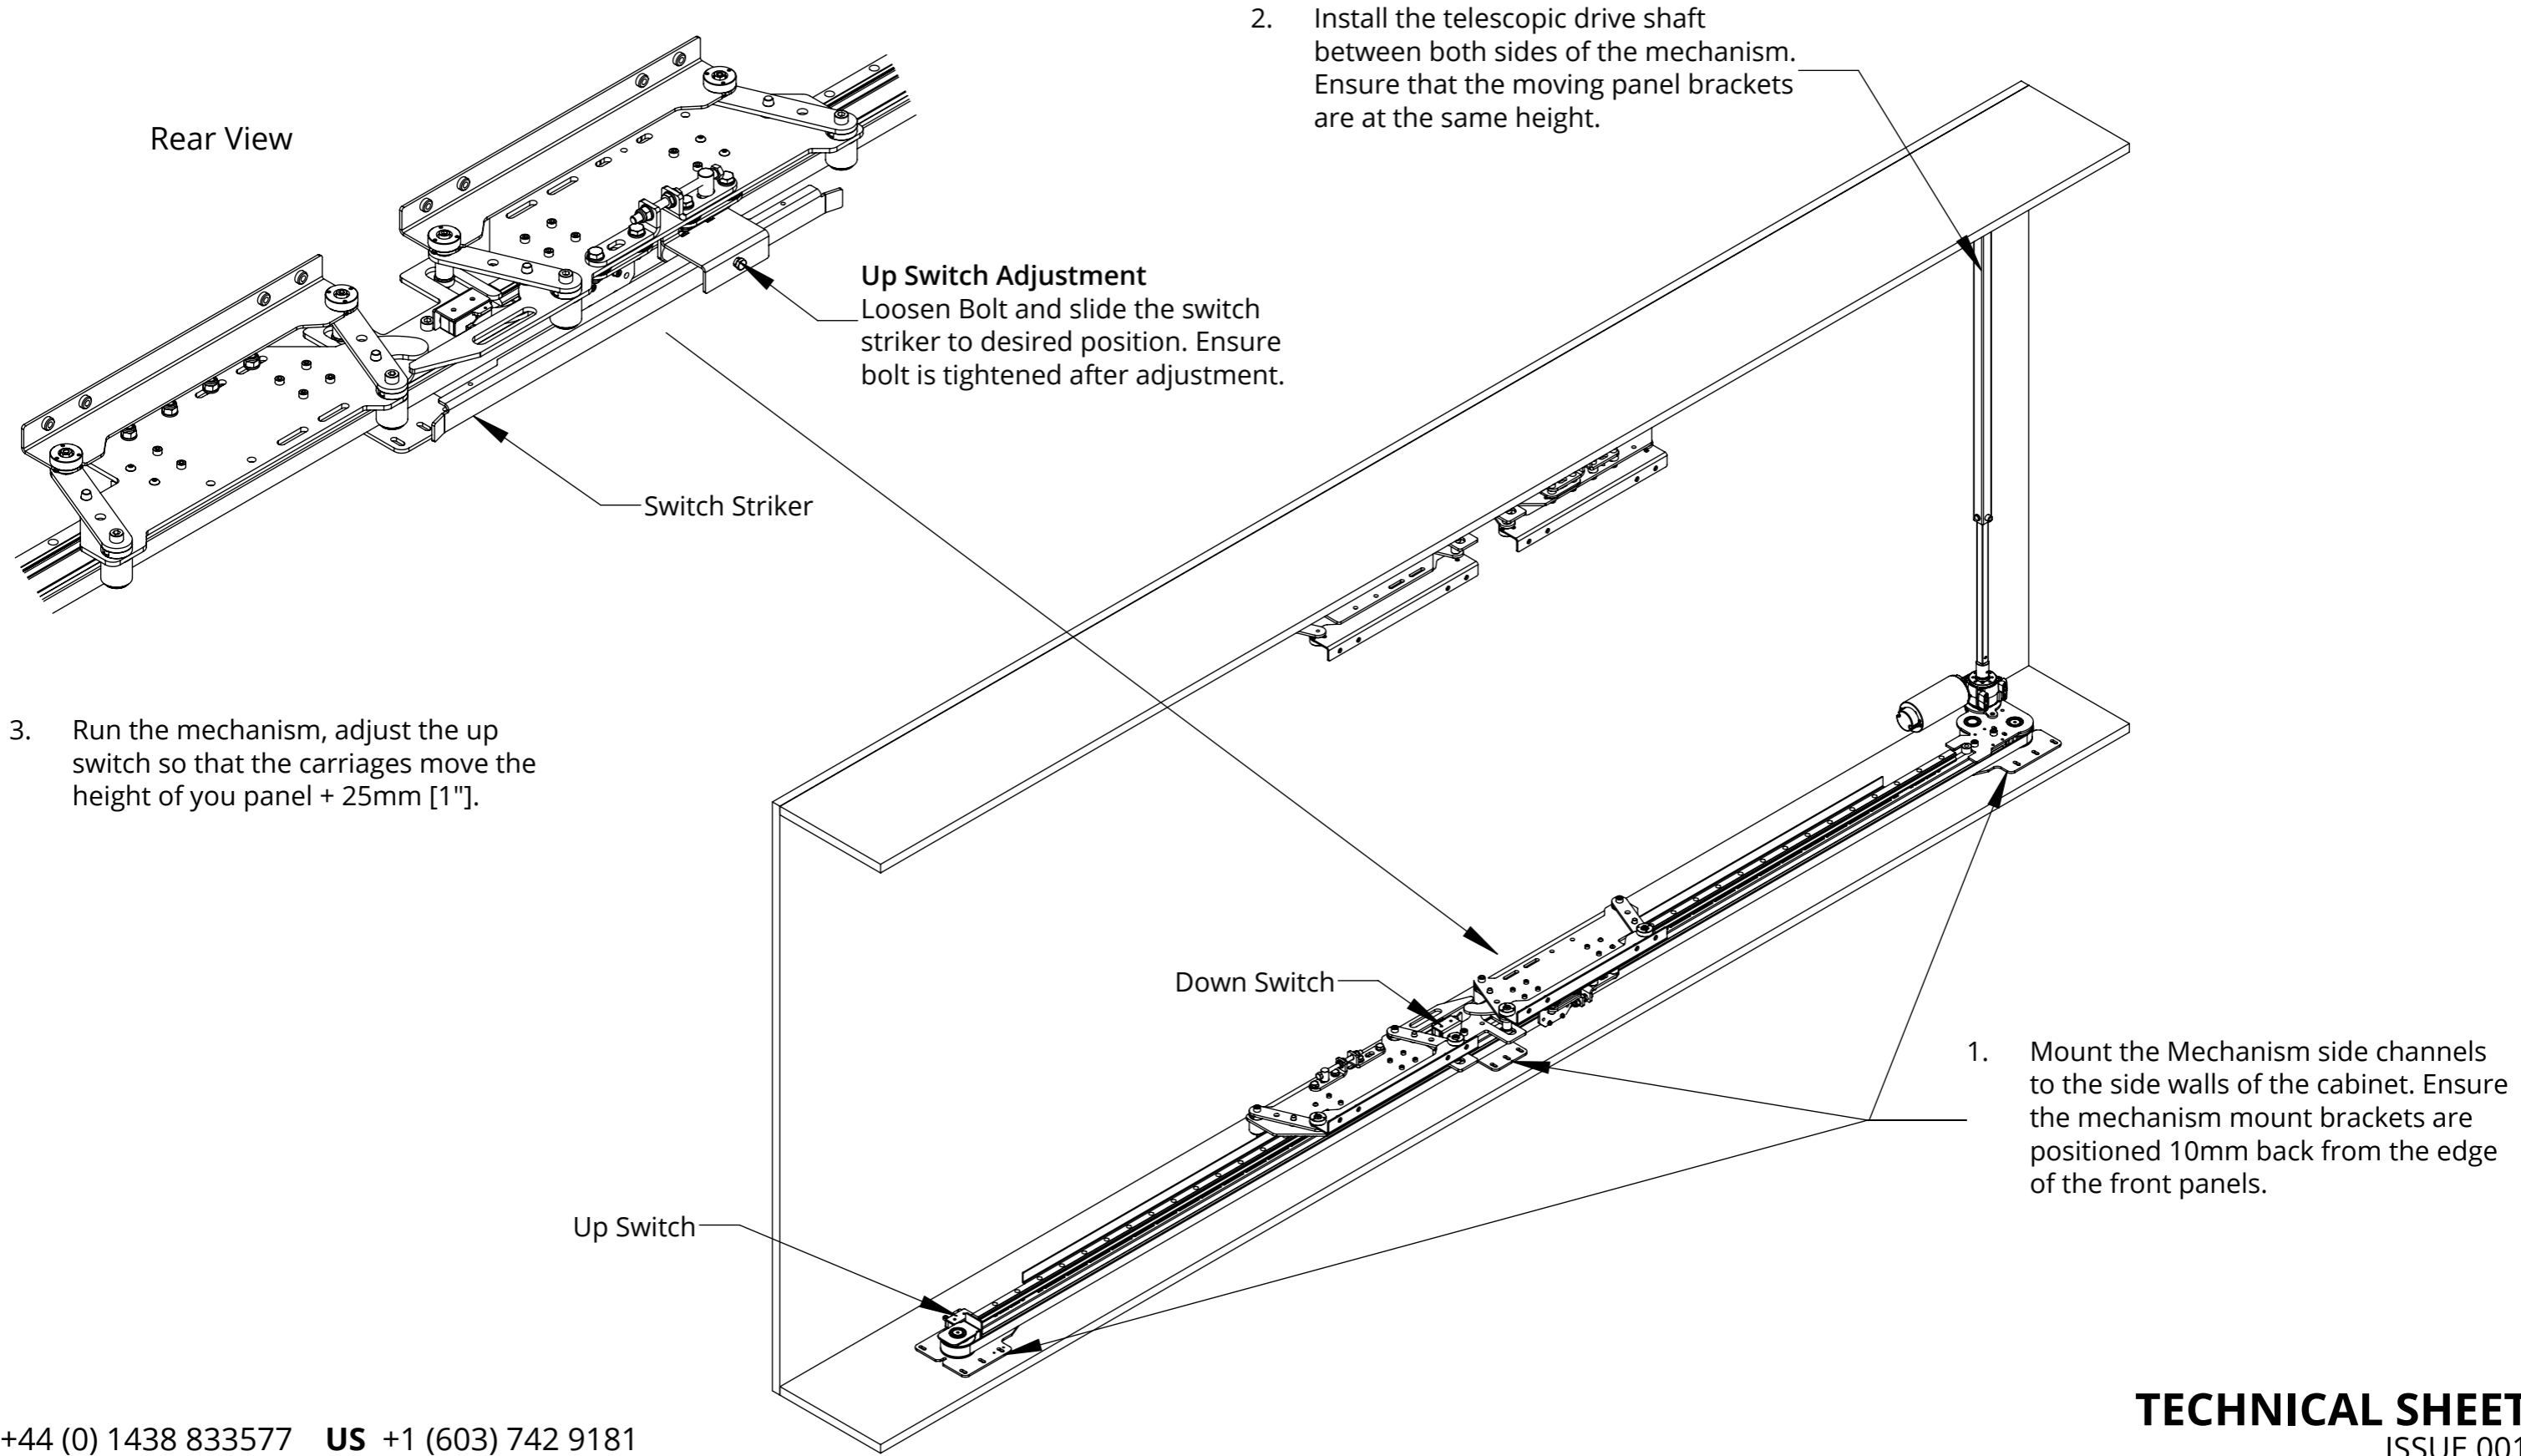 2. Install the telescopic drive shaft
between both sides of the mechanism.
Ensure that the moving panel brackets
are at the same height.
Rear View
Up Switch Adjustment
Loosen Bolt and slide the switch
striker to desired position. Ensure
bolt is tightened after adjustment.
Switch Striker
3. Run the mechanism, adjust the up
switch so that the carriages move the
height of you panel + 25mm [1"].
Down Switch
1. Mount the Mechanism side channels
to the side walls of the cabinet. Ensure
the mechanism mount brackets are
positioned 10mm back from the edge
of the front panels.
Up Switch
+44 (0) 1438 833577 US +1 (603) 742 9181
TECHNICAL SHEET
ISSUE 001